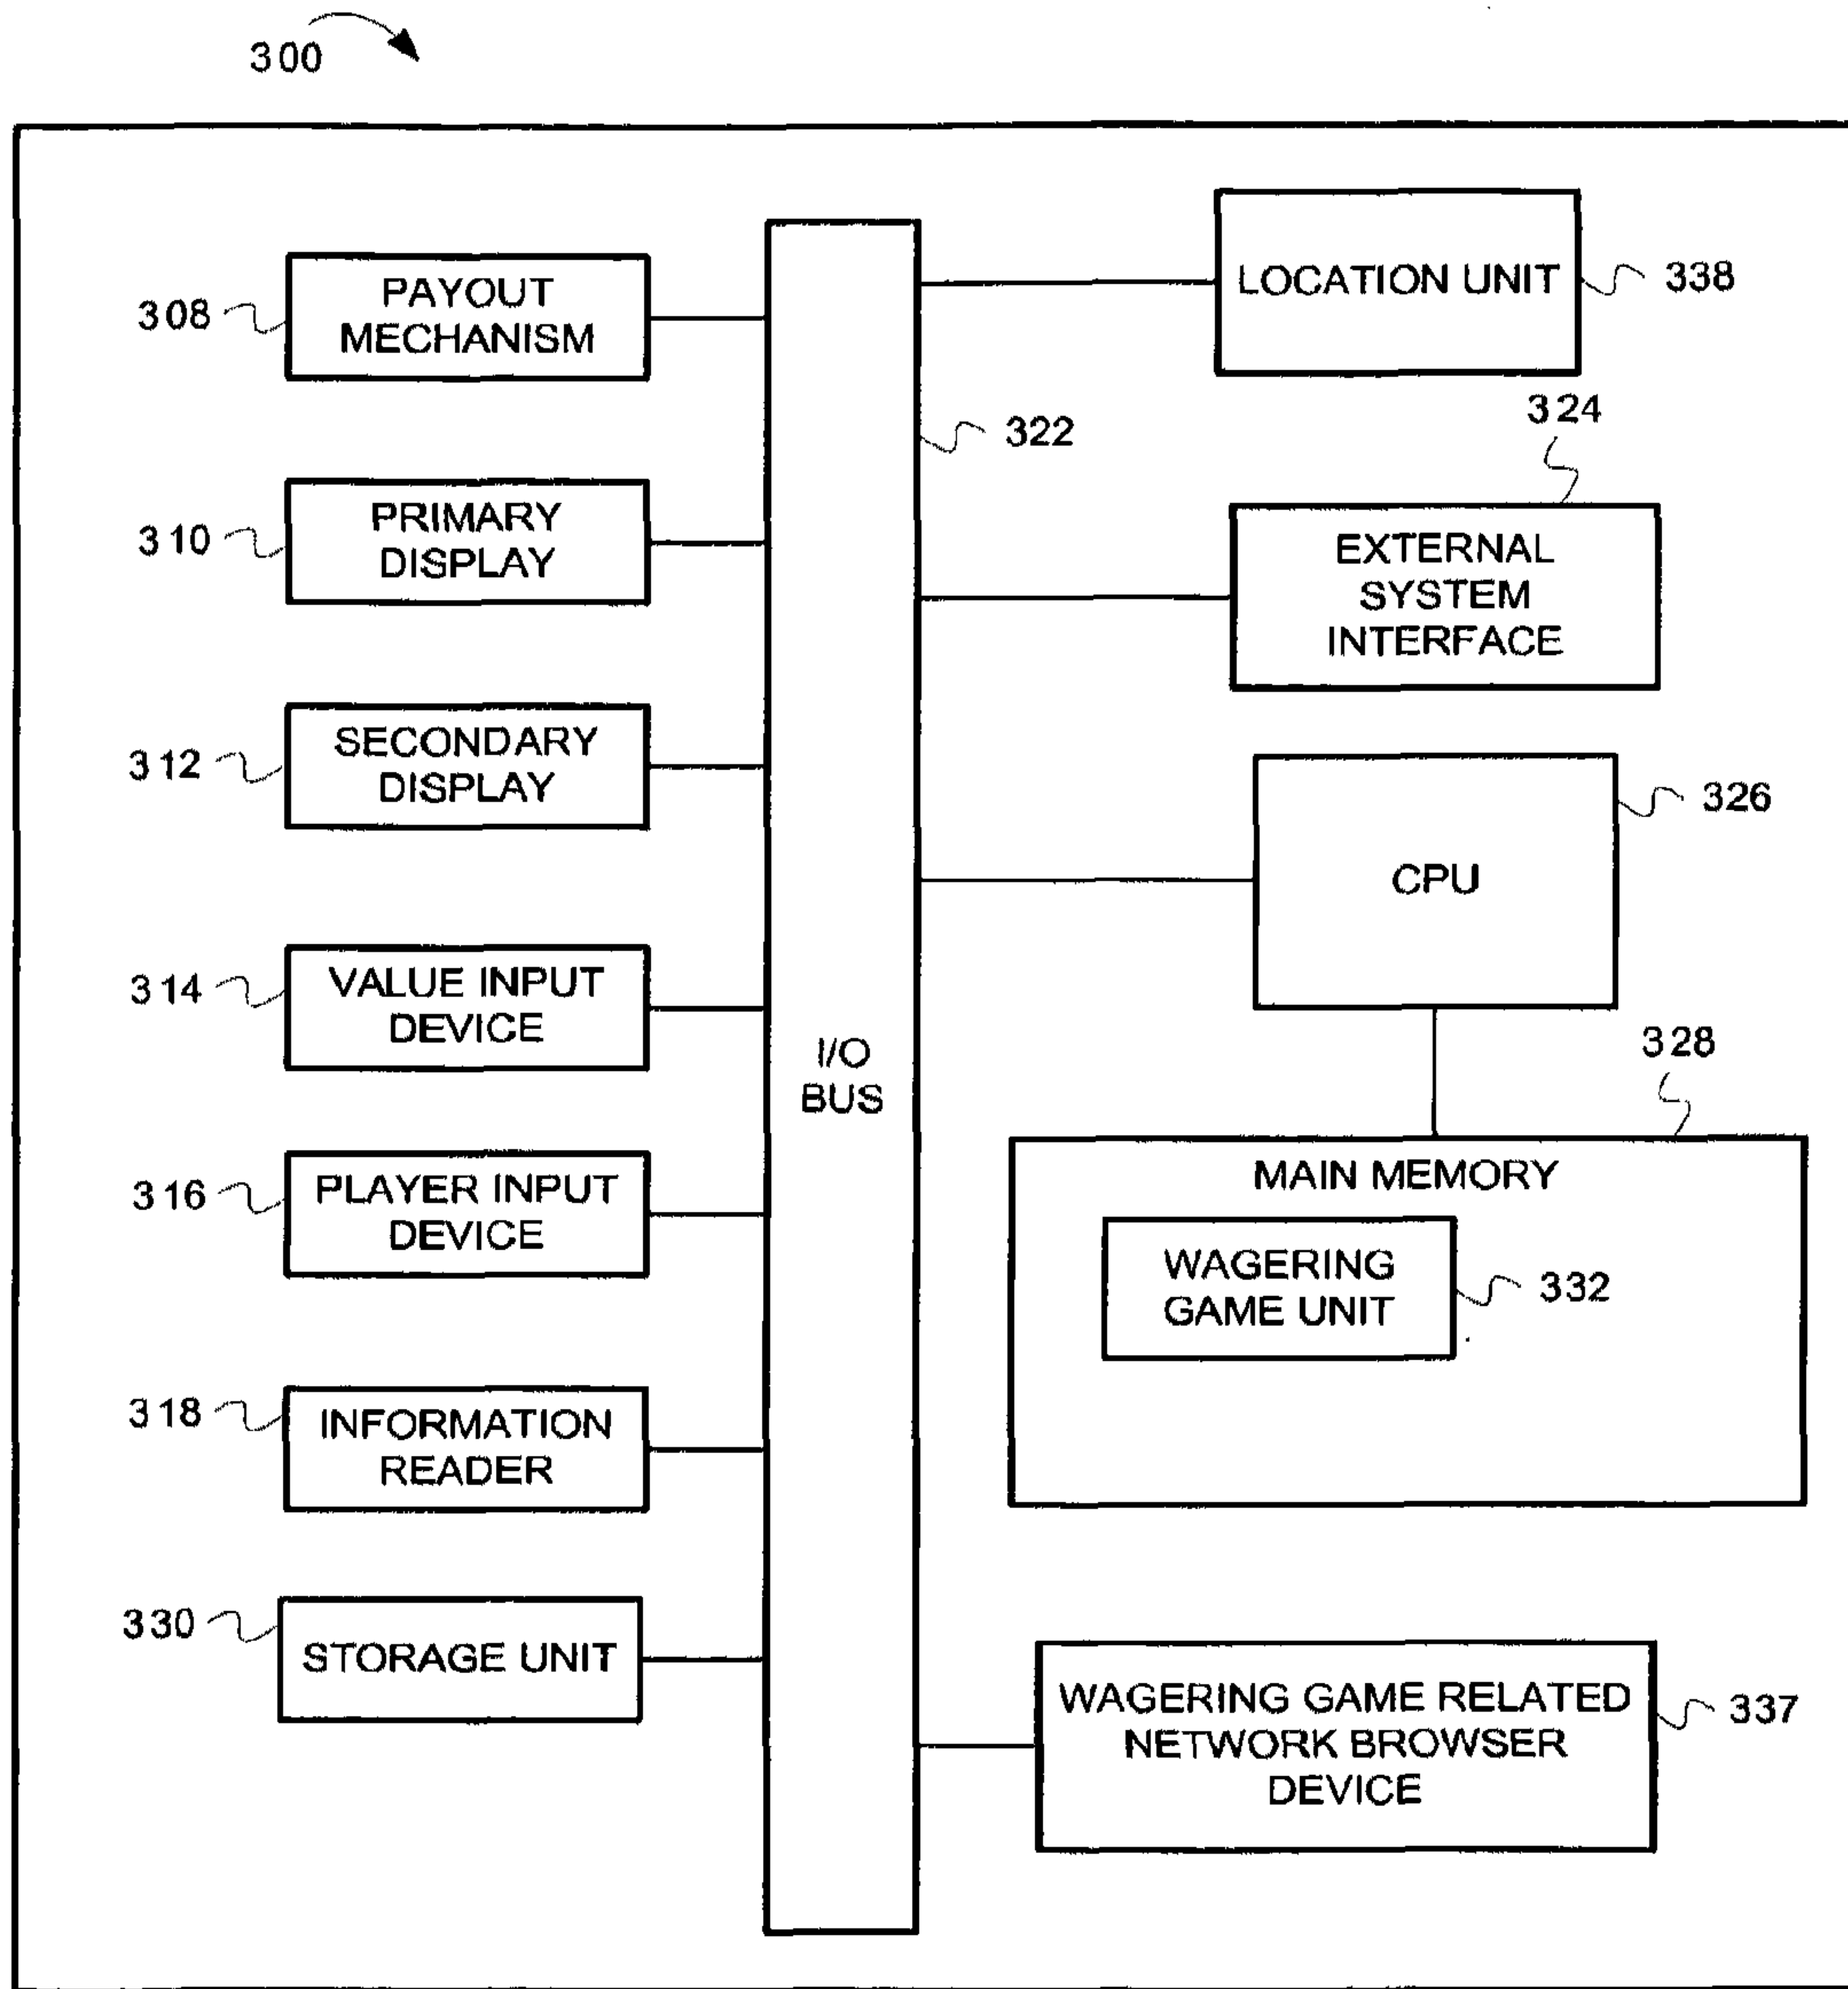 300
308
PAYOUT
MECHANISM
310
PRIMARY
DISPLAY
312
SECONDARY
DISPLAY
314
VALUE INPUT
DEVICE
316
PLAYER INPUT
DEVICE
318
INFORMATION
READER
330
STORAGE UNIT
I/O
BUS
322
LOCATION UNIT
338
324
EXTERNAL
SYSTEM
INTERFACE
326
CPU
328
MAIN MEMORY
WAGERING
GAME UNIT
332
WAGERING GAME RELATED
NETWORK BROWSER
DEVICE
337